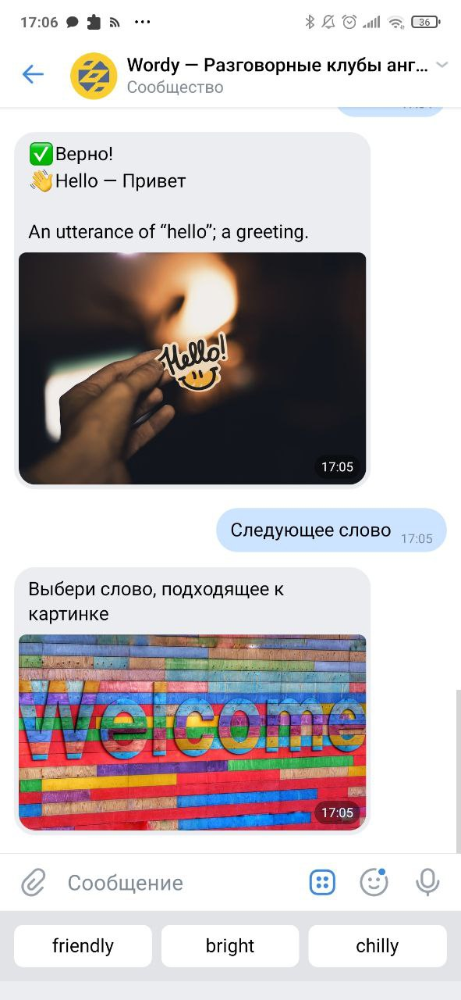 17:06
36
Wordy — Разговорные клубы анг...
Сообщество
✅Верно!
👋Hello — Привет
An utterance of “hello”; a greeting.
Hello!
17:05
Следующее слово 17:05
Выбери слово, подходящее к
картинке
Welcome
17:05
Сообщение
friendly bright chilly